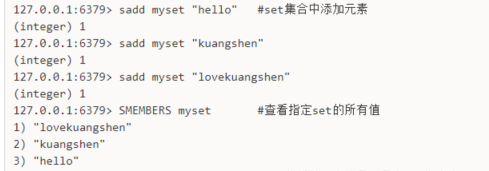 127.0.0.1:6379> sadd myset "hello"   #set集合中添加元素
(integer) 1
127.0.0.1:6379> sadd myset "kuangshen"
(integer) 1
127.0.0.1:6379> sadd myset "lovekuangshen"
(integer) 1
127.0.0.1:6379> SMEMBERS myset       #查看指定set的所有值
1) "lovekuangshen"
2) "kuangshen"
3) "hello"